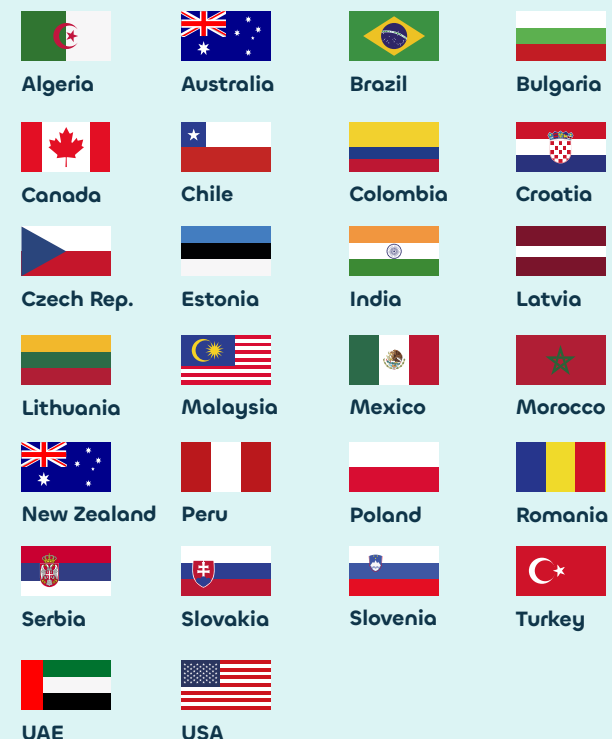 Algeria Australia Brazil Bulgaria
Canada Chile Colombia Croatia
Czech Rep. Estonia India Latvia
Lithuania Malaysia Mexico Morocco
New Zealand Peru Poland Romania
Serbia Slovakia Slovenia Turkey
UAE USA